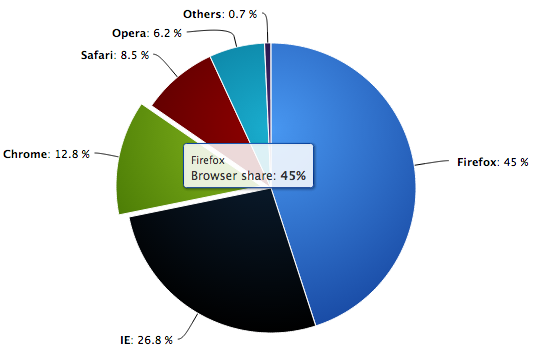 Others: 0.7 %
Opera: 6.2 %
Safari: 8.5 %
Chrome: 12.8 %
Firefox
Browser share: 45%
Firefox: 45 %
IE: 26.8 %